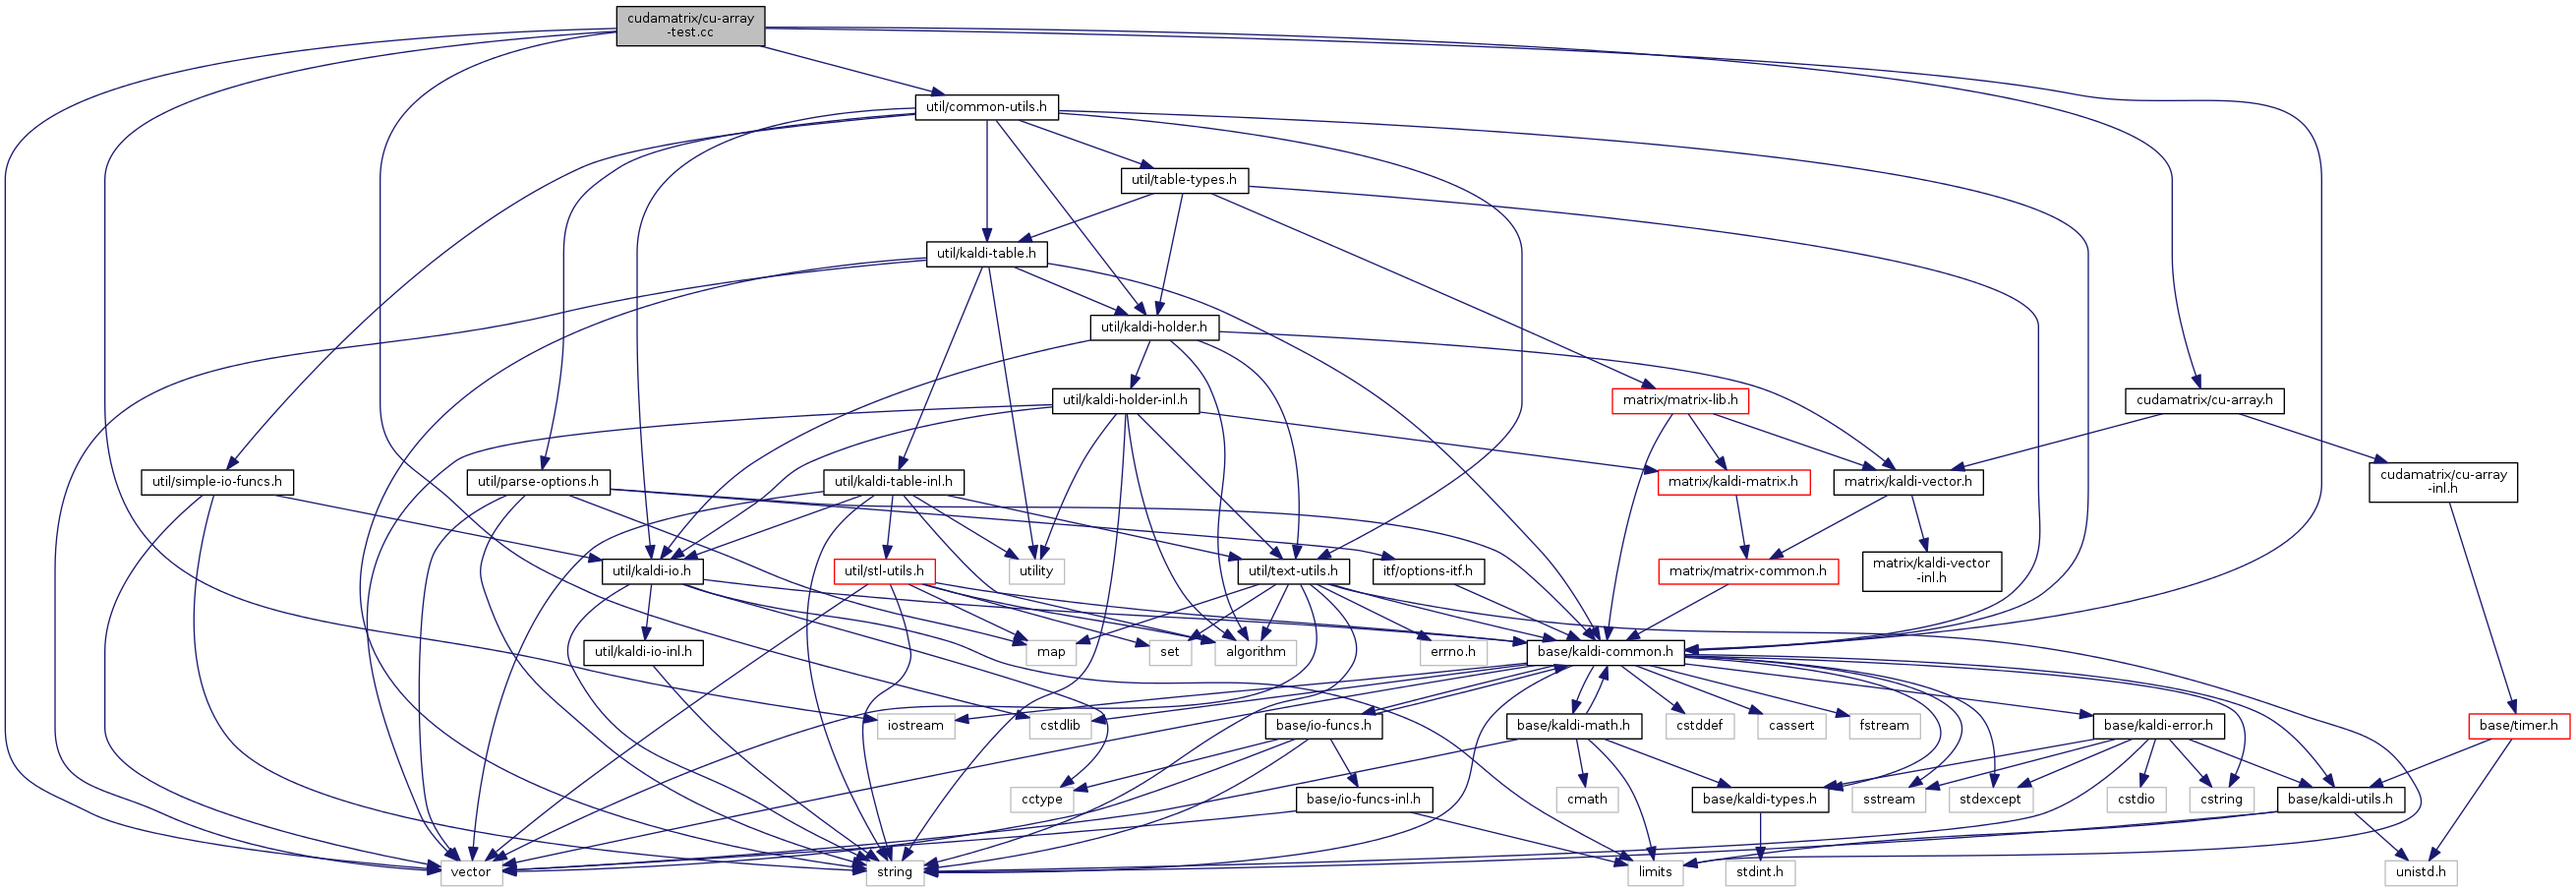 cudamatrix/cu-array
-test.cc
util/common-utils.h
util/table-types.h
util/kaldi-table.h
util/kaldi-holder.h
util/kaldi-holder-inl.h
matrix/matrix-lib.h
cudamatrix/cu-array.h
util/simple-io-funcs.h
util/parse-options.h
util/kaldi-table-inl.h
matrix/kaldi-matrix.h
matrix/kaldi-vector.h
cudamatrix/cu-array
-inl.h
util/kaldi-io.h
util/stl-utils.h
utility
util/text-utils.h
itf/options-itf.h
matrix/matrix-common.h
matrix/kaldi-vector
-inl.h
util/kaldi-io-inl.h
map
set
algorithm
errno.h
base/kaldi-common.h
iostream
cstdlib
base/io-funcs.h
base/kaldi-math.h
cstddef
cassert
fstream
base/kaldi-error.h
base/timer.h
cctype
base/io-funcs-inl.h
cmath
base/kaldi-types.h
sstream
stdexcept
cstdio
cstring
base/kaldi-utils.h
vector
string
limits
stdint.h
unistd.h